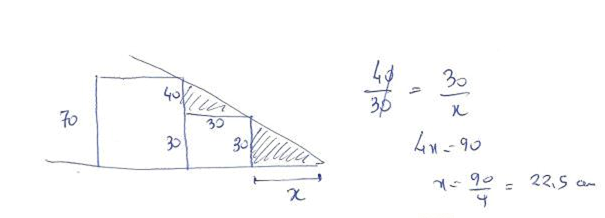 70
40
30
30
30
x
40/30 = 30/x
4x = 90
x = 90/4 = 22,5 cm